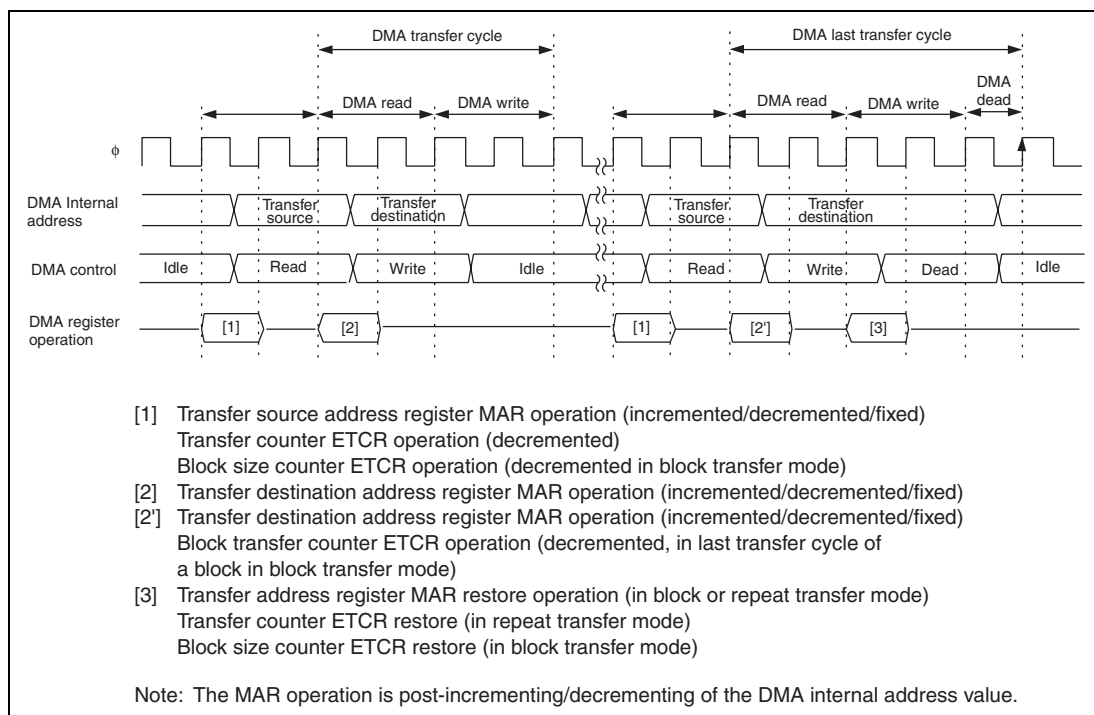 DMA transfer cycle
DMA last transfer cycle
DMA read
DMA write
DMA read
DMA write
DMA
dead
ϕ
DMA Internal
address
Transfer
source
Transfer
destination
Transfer
source
Transfer
destination
DMA control
Idle
Read
Write
Idle
Read
Write
Dead
Idle
DMA register
operation
[1]
[2]
[1]
[2']
[3]
[1] Transfer source address register MAR operation (incremented/decremented/fixed)
Transfer counter ETCR operation (decremented)
Block size counter ETCR operation (decremented in block transfer mode)
[2] Transfer destination address register MAR operation (incremented/decremented/fixed)
[2'] Transfer destination address register MAR operation (incremented/decremented/fixed)
Block transfer counter ETCR operation (decremented, in last transfer cycle of
a block in block transfer mode)
[3] Transfer address register MAR restore operation (in block or repeat transfer mode)
Transfer counter ETCR restore (in repeat transfer mode)
Block size counter ETCR restore (in block transfer mode)
Note: The MAR operation is post-incrementing/decrementing of the DMA internal address value.